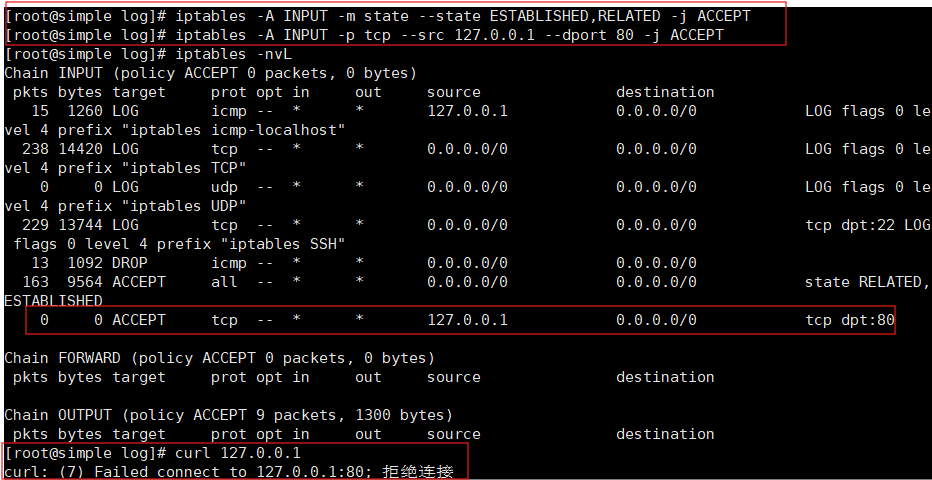 [root@simple log]# iptables -A INPUT -m state --state ESTABLISHED,RELATED -j ACCEPT
[root@simple log]# iptables -A INPUT -p tcp --src 127.0.0.1 --dport 80 -j ACCEPT
[root@simple log]# iptables -nvL
Chain INPUT (policy ACCEPT 0 packets, 0 bytes)
 pkts bytes target     prot opt in     out     source               destination
   15  1260 LOG        icmp --  *      *       127.0.0.1            0.0.0.0/0            LOG flags 0 le
vel 4 prefix "iptables icmp-localhost"
  238 14420 LOG        tcp  --  *      *       0.0.0.0/0            0.0.0.0/0            LOG flags 0 le
vel 4 prefix "iptables TCP"
    0     0 LOG        udp  --  *      *       0.0.0.0/0            0.0.0.0/0            LOG flags 0 le
vel 4 prefix "iptables UDP"
  229 13744 LOG        tcp  --  *      *       0.0.0.0/0            0.0.0.0/0            tcp dpt:22 LOG
 flags 0 level 4 prefix "iptables SSH"
   13  1092 DROP       icmp --  *      *       0.0.0.0/0            0.0.0.0/0
  163  9564 ACCEPT     all  --  *      *       0.0.0.0/0            0.0.0.0/0            state RELATED,
ESTABLISHED
    0     0 ACCEPT     tcp  --  *      *       127.0.0.1            0.0.0.0/0            tcp dpt:80
Chain FORWARD (policy ACCEPT 0 packets, 0 bytes)
 pkts bytes target     prot opt in     out     source               destination
Chain OUTPUT (policy ACCEPT 9 packets, 1300 bytes)
 pkts bytes target     prot opt in     out     source               destination
[root@simple log]# curl 127.0.0.1
curl: (7) Failed connect to 127.0.0.1:80; 拒绝连接